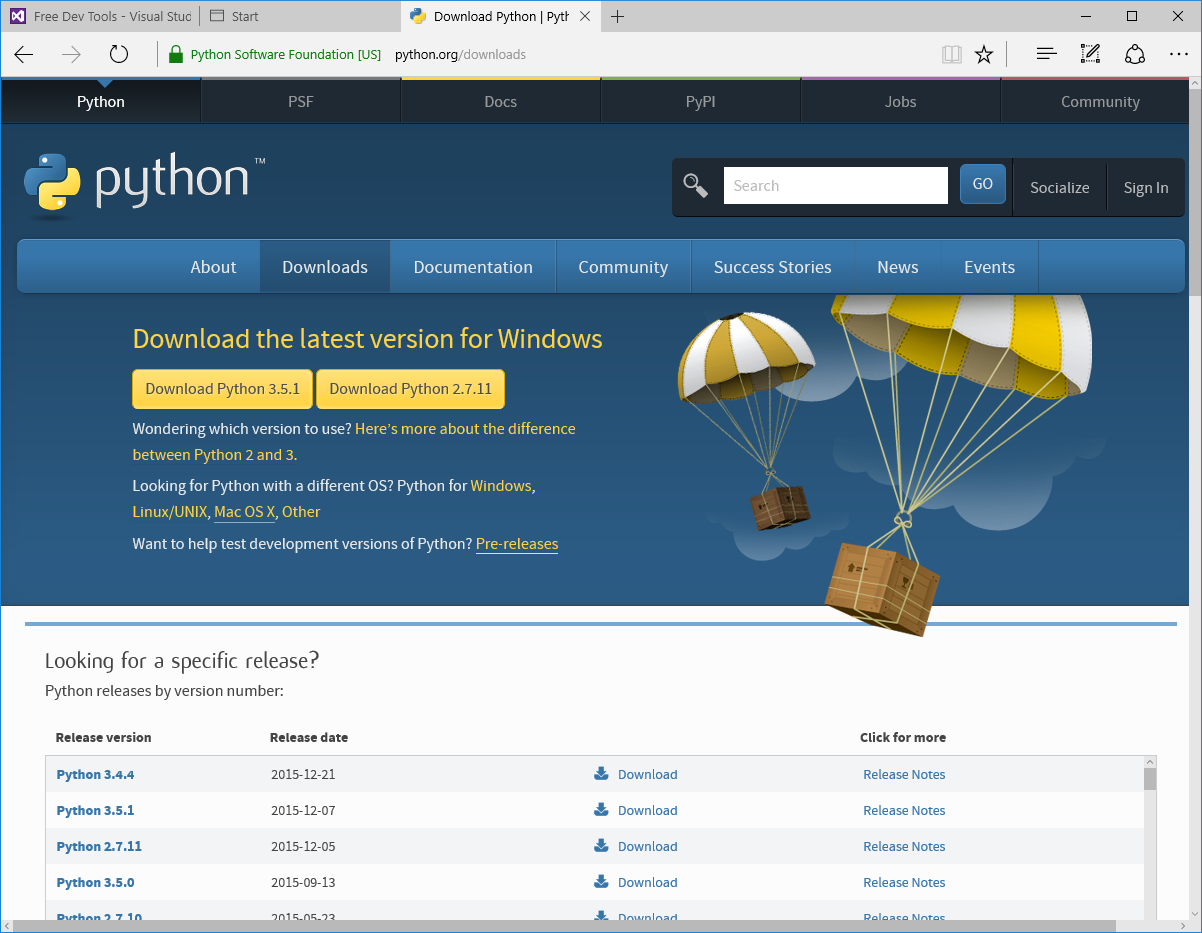 Free Dev Tools - Visual Stud
Start
Download Python | Pyth
Python Software Foundation [US] python.org/downloads
Python PSF Docs PyPI Jobs Community
python™
Search GO Socialize Sign In
About Downloads Documentation Community Success Stories News Events
Download the latest version for Windows
Download Python 3.5.1 Download Python 2.7.11
Wondering which version to use? Here's more about the difference
between Python 2 and 3.
Looking for Python with a different OS? Python for Windows,
Linux/UNIX, Mac OS X, Other
Want to help test development versions of Python? Pre-releases
Looking for a specific release?
Python releases by version number:
Release version Release date Click for more
Python 3.4.4 2015-12-21 Download Release Notes
Python 3.5.1 2015-12-07 Download Release Notes
Python 2.7.11 2015-12-05 Download Release Notes
Python 3.5.0 2015-09-13 Download Release Notes
Python 2.7.10 2015-05-23 Download Release Notes